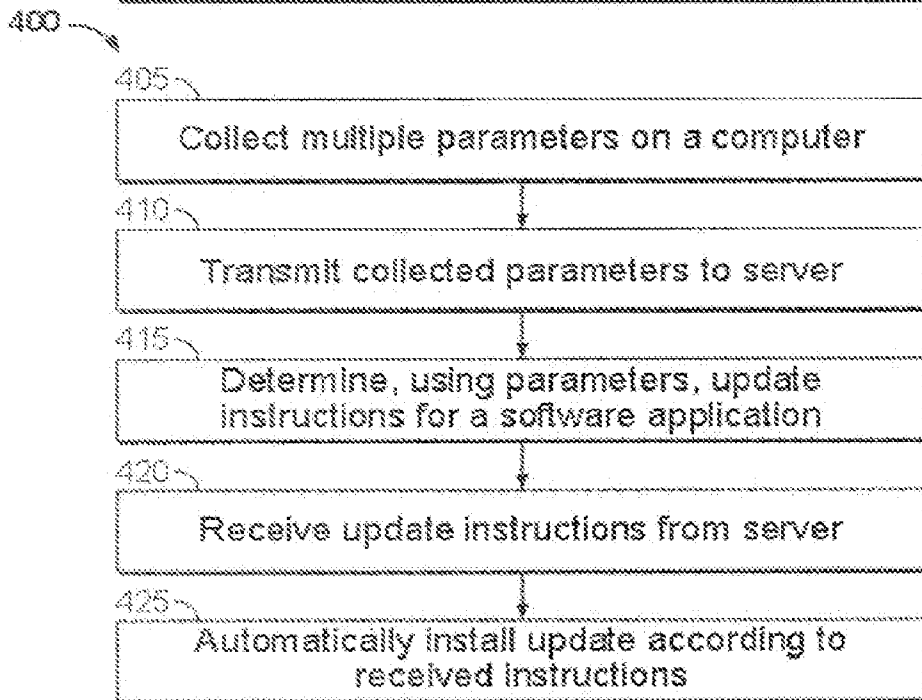 400
405
Collect multiple parameters on a computer
410
Transmit collected parameters to server
415
Determine, using parameters, update
instructions for a software application
420
Receive update instructions from server
425
Automatically install update according to
received instructions